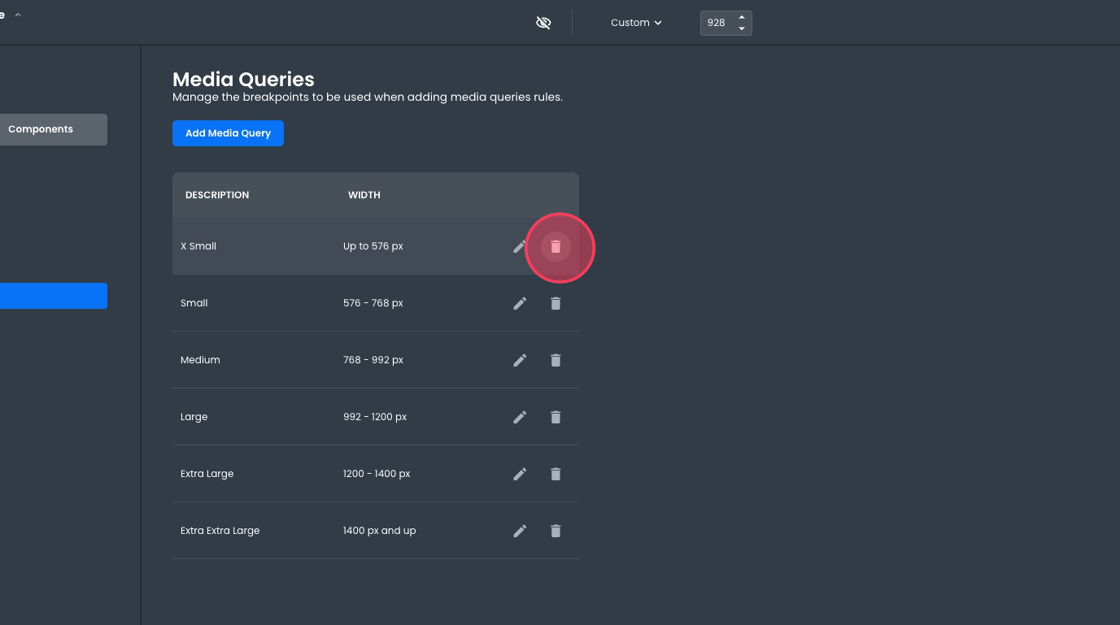 e
Custom
928
Components
Media Queries
Manage the breakpoints to be used when adding media queries rules.
Add Media Query
DESCRIPTION WIDTH
X Small Up to 576 px
Small 576 - 768 px
Medium 768 - 992 px
Large 992 - 1200 px
Extra Large 1200 - 1400 px
Extra Extra Large 1400 px and up